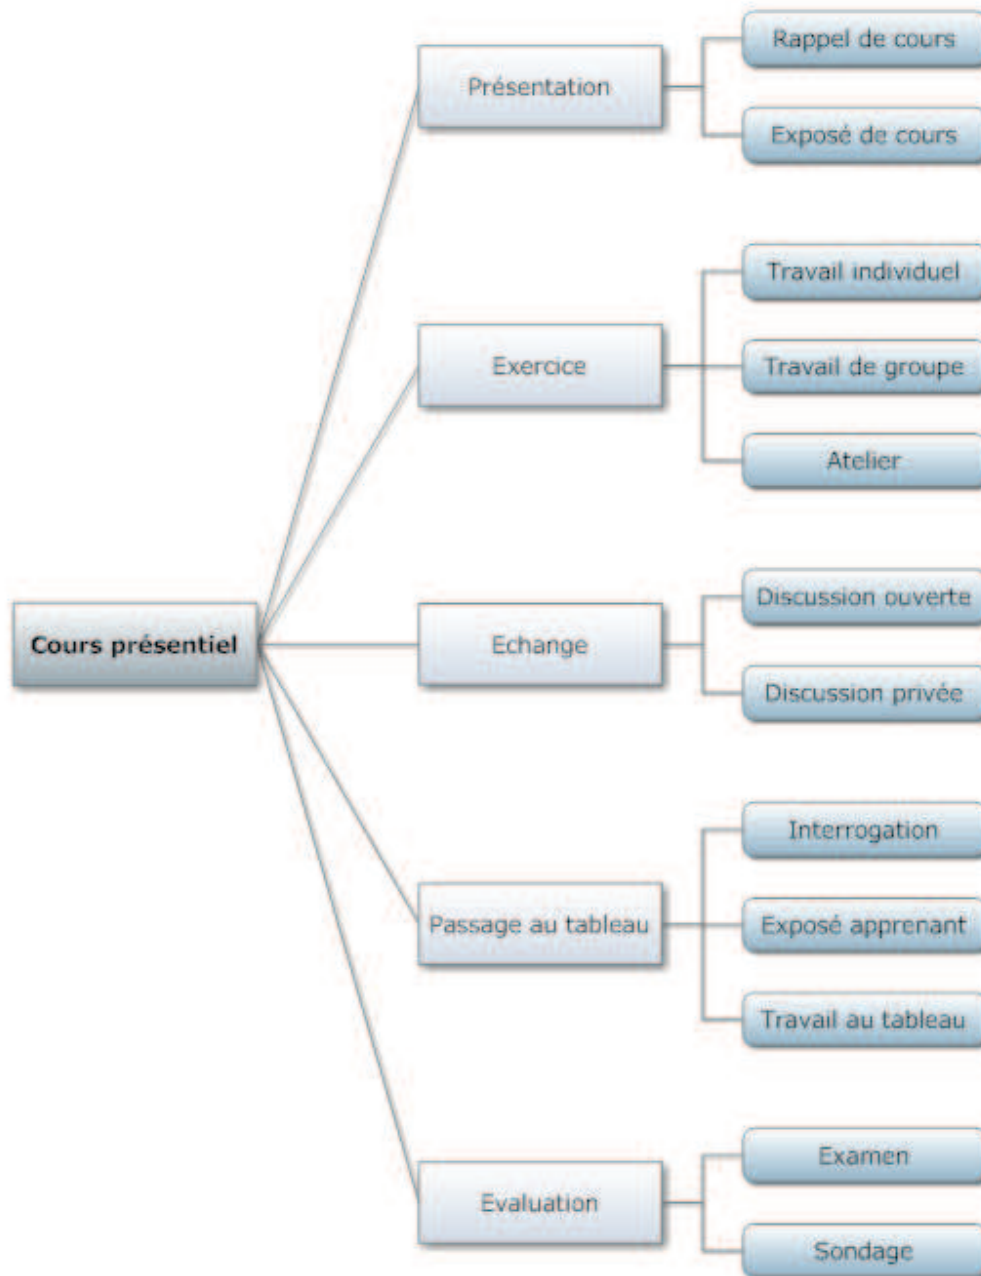 Cours présentiel
Présentation
Rappel de cours
Exposé de cours
Exercice
Travail individuel
Travail de groupe
Atelier
Echange
Discussion ouverte
Discussion privée
Passage au tableau
Interrogation
Exposé apprenant
Travail au tableau
Evaluation
Examen
Sondage